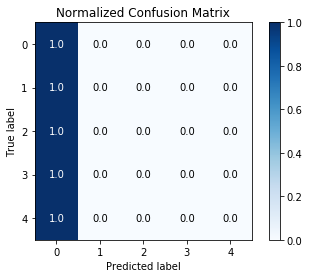 Normalized Confusion Matrix
0 1.0 0.0 0.0 0.0 0.0
1 1.0 0.0 0.0 0.0 0.0
2 1.0 0.0 0.0 0.0 0.0
3 1.0 0.0 0.0 0.0 0.0
4 1.0 0.0 0.0 0.0 0.0
0 1 2 3 4
True label
Predicted label
1.0
0.8
0.6
0.4
0.2
0.0